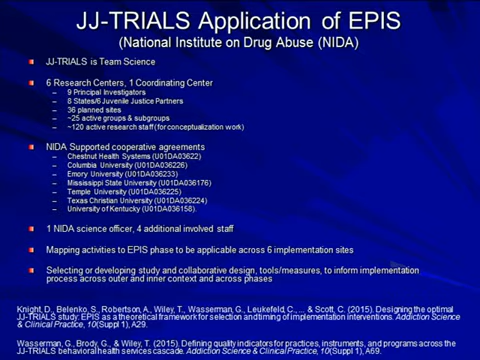 JJ-TRIALS Application of EPIS
(National Institute on Drug Abuse (NIDA)
JJ-TRIALS is Team Science
6 Research Centers, 1 Coordinating Center
– 9 Principal Investigators
– 8 States/6 Juvenile Justice Partners
– 36 planned sites
– ~25 active groups & subgroups
– ~120 active research staff (for conceptualization work)
NIDA Supported cooperative agreements
– Chestnut Health Systems (U01DA03622)
– Columbia University (U01DA036226)
– Emory University (U01DA036233)
– Mississippi State University (U01DA036176)
– Temple University (U01DA036225)
– Texas Christian University (U01DA036224)
– University of Kentucky (U01DA036158).
1 NIDA science officer, 4 additional involved staff
Mapping activities to EPIS phase to be applicable across 6 implementation sites
Selecting or developing study and collaborative design, tools/measures, to inform implementation
process across outer and inner context and across phases
Knight, D., Belenko, S., Robertson, A., Wiley, T., Wasserman, G., Leukefeld, C., ... & Scott, C. (2015). Designing the optimal
JJ-TRIALS study: EPIS as a theoretical framework for selection and timing of implementation interventions. Addiction Science
& Clinical Practice, 10(Suppl 1), A29.
Wasserman, G., Brody, G., & Wiley, T. (2015). Defining quality indicators for practices, instruments, and programs across the
JJ-TRIALS behavioral health services cascade. Addiction Science & Clinical Practice, 10(Suppl 1), A69.